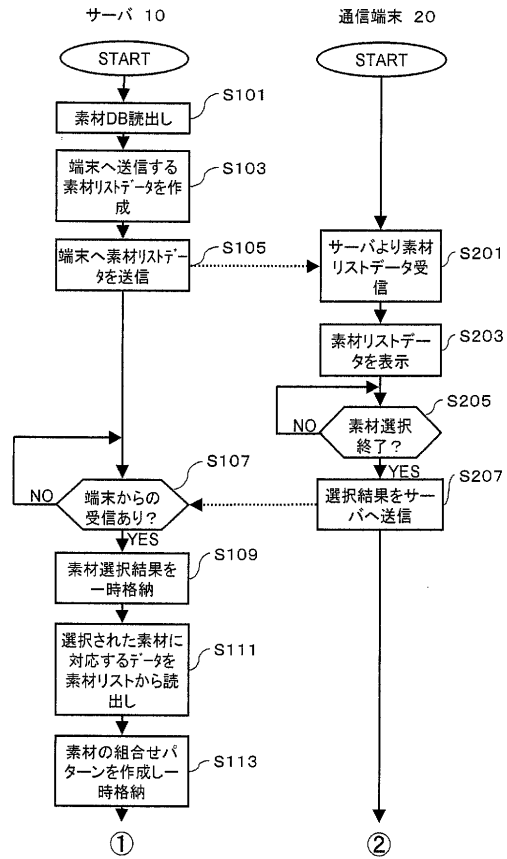 サーバ 10
START
S101
素材DB読出し
S103
端末へ送信する
素材リストデータを作
成
S105
端末へ素材リストデー
タを送信
NO
S107
端末からの
受信あり？
YES
S109
素材選択結果を
一時格納
S111
選択された素材に
対応するデータを
素材リストから読
出し
S113
素材の組合せパ
ターンを作成し一
時格納
①
通信端末 20
START
S201
サーバより素材
リストデータ受
信
S203
素材リストデー
タを表示
S205
NO
素材選択
終了？
YES
S207
選択結果をサー
バへ送信
②